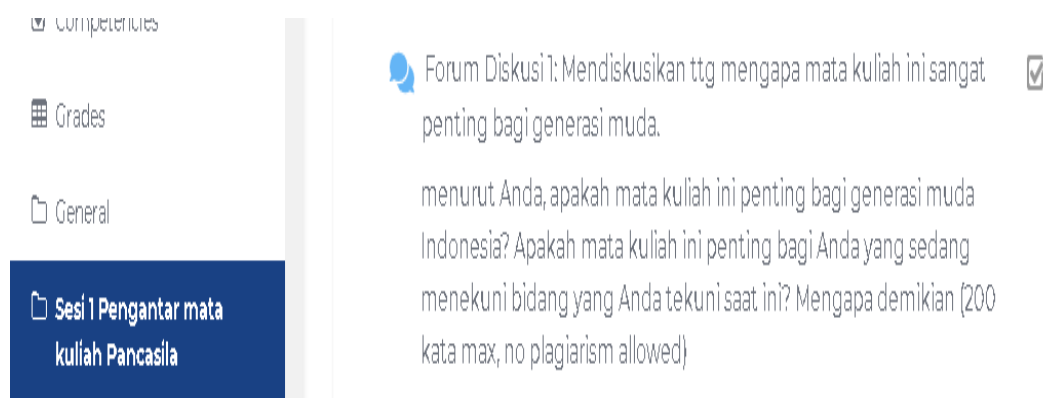 Competencies
Grades
General
Sesi 1 Pengantar mata
kuliah Pancasila
Forum Diskusi 1: Mendiskusikan ttg mengapa mata kuliah ini sangat
penting bagi generasi muda.
menurut Anda, apakah mata kuliah ini penting bagi generasi muda
Indonesia? Apakah mata kuliah ini penting bagi Anda yang sedang
menekuni bidang yang Anda tekuni saat ini? Mengapa demikian (200
kata max, no plagiarism allowed)